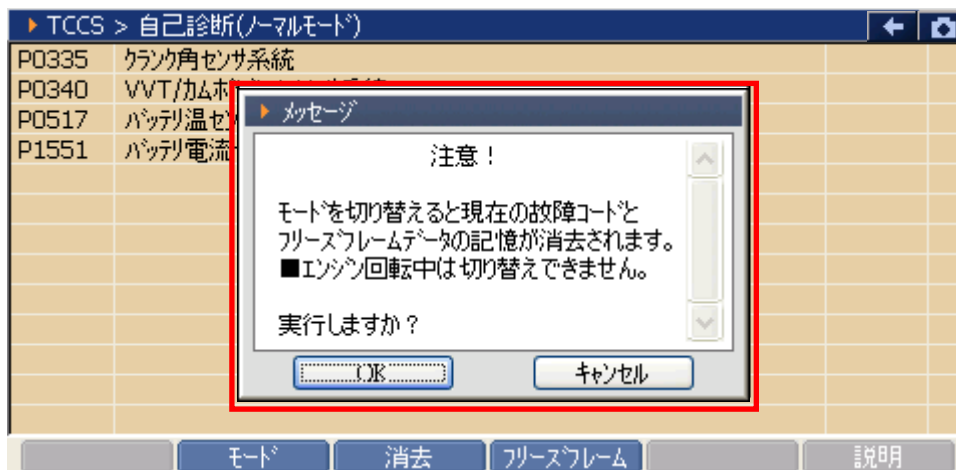 TCCS > 自己診断(ﾉｰﾏﾙﾓｰﾄﾞ)
P0335 ｸﾗﾝｸ角ｾﾝｻ系統
P0340 VVT/ｶﾑ
P0517 ﾊﾞｯﾃﾘ温ｾ
P1551 ﾊﾞｯﾃﾘ電流
ﾒｯｾｰｼﾞ
注意！
ﾓｰﾄﾞを切り替えると現在の故障ｺｰﾄﾞと
ﾌﾘｰｽﾞﾌﾚｰﾑﾃﾞｰﾀの記憶が消去されます。
■ｴﾝｼﾞﾝ回転中は切り替えできません。
実行しますか？
OK ｷｬﾝｾﾙ
ﾓｰﾄﾞ 消去 ﾌﾘｰｽﾞﾌﾚｰﾑ 説明